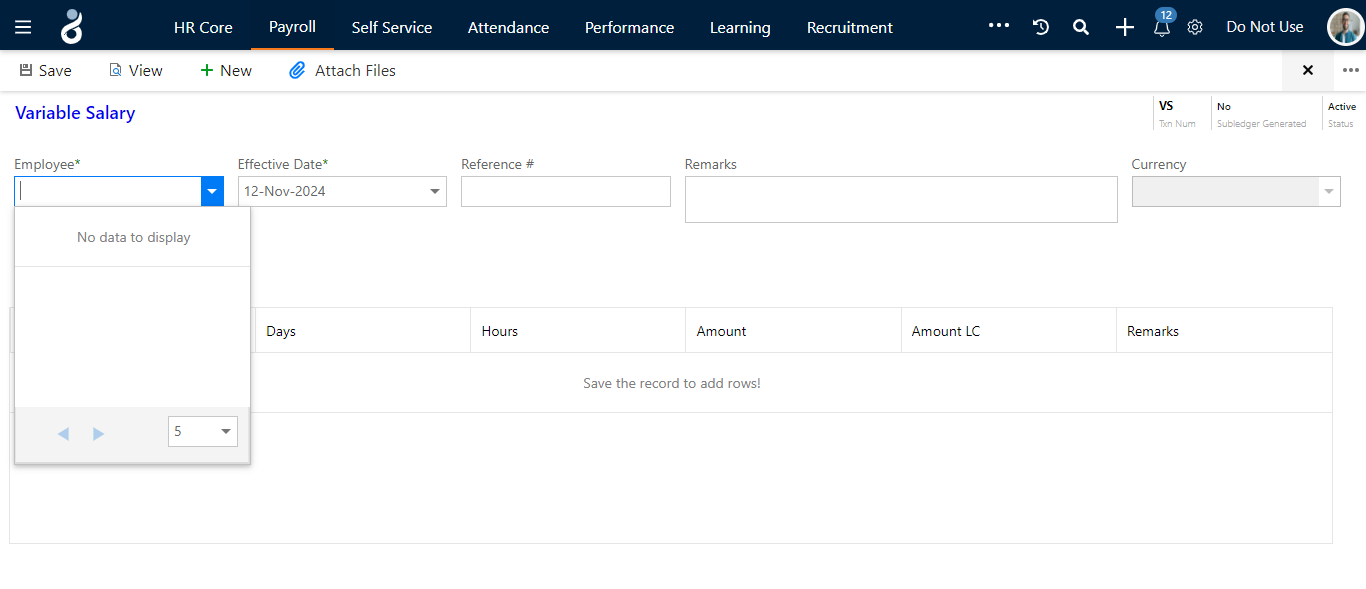 HR Core Payroll Self Service Attendance Performance Learning Recruitment 12 Do Not Use
Save View New Attach Files
Variable Salary
VS No Active
Txn Num Subledger Generated Status
Employee* Effective Date* Reference # Remarks Currency
12-Nov-2024
No data to display
Days Hours Amount Amount LC Remarks
Save the record to add rows!
5